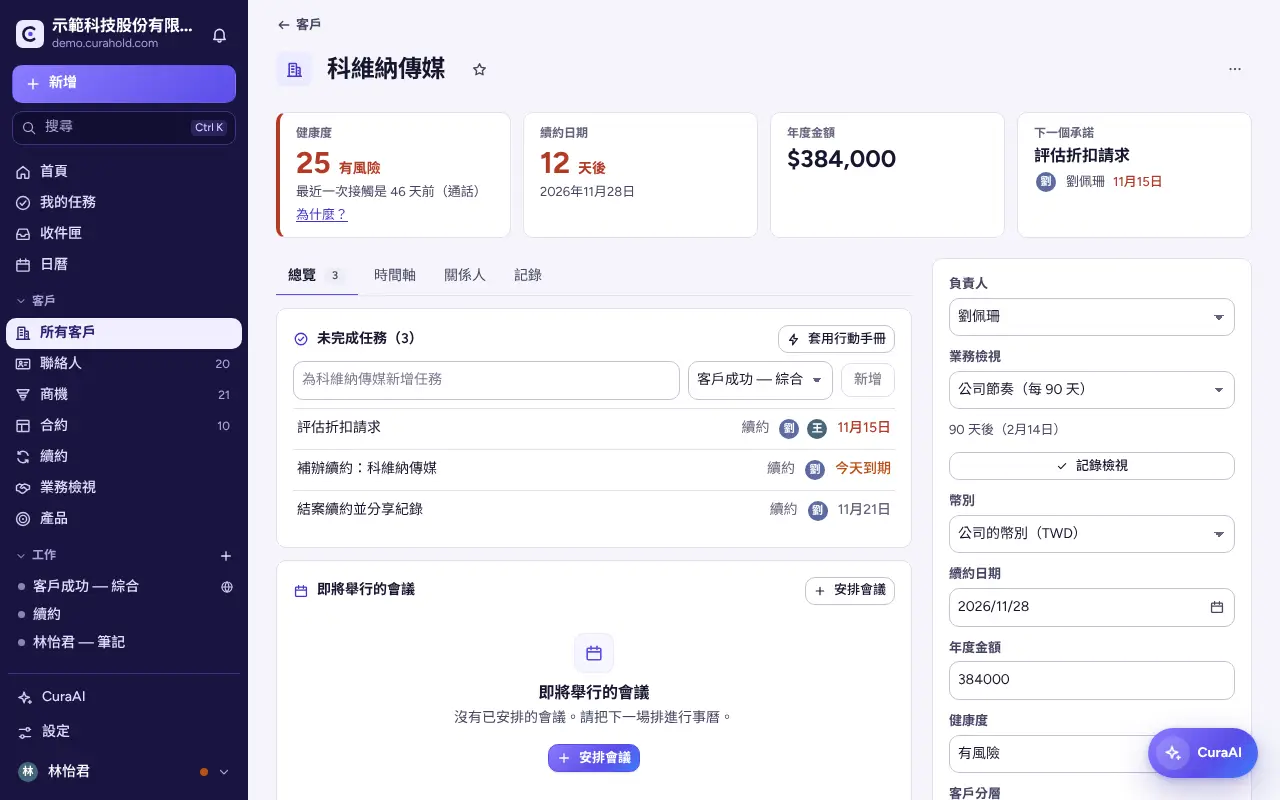 示範科技股份有限...
demo.curahold.com
新增
搜尋 Ctrl K
首頁
我的任務
收件匣
日曆
客戶
所有客戶
聯絡人 20
商機 21
合約 10
續約
業務檢視
產品
工作
客戶成功 — 綜合
續約
林怡君 — 筆記
CuraAI
設定
林 林怡君
客戶
科維納傳媒
健康度
25 有風險
最近一次接觸是 46 天前（通話）
為什麼？
續約日期
12 天後
2026年11月28日
年度金額
$384,000
下一個承諾
評估折扣請求
劉 劉佩珊 11月15日
總覽 3 時間軸 關係人 記錄
未完成任務（3） 套用行動手冊
為科維納傳媒新增任務 客戶成功 — 綜合 新增
評估折扣請求 續約 劉 王 11月15日
補辦續約：科維納傳媒 續約 劉 今天到期
結案續約並分享紀錄 續約 劉 11月21日
即將舉行的會議 安排會議
即將舉行的會議
沒有已安排的會議。請把下一場排進行事曆。
安排會議
負責人
劉佩珊
業務檢視
公司節奏（每 90 天）
90 天後（2月14日）
記錄檢視
幣別
公司的幣別（TWD）
續約日期
2026/11/28
年度金額
384000
健康度
有風險
客戶分層
CuraAI